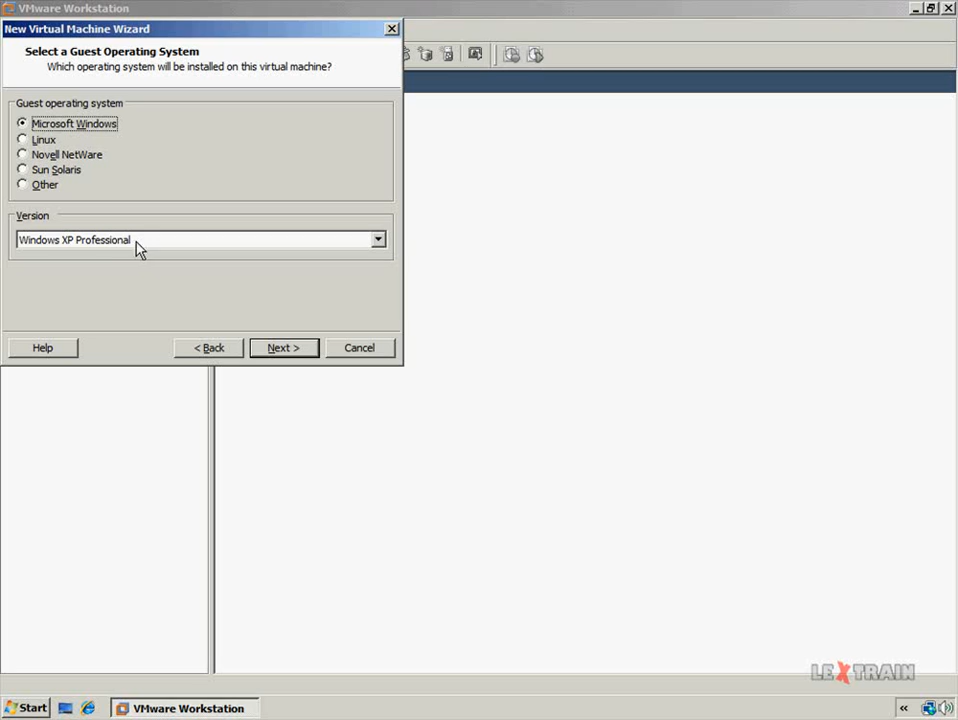 VMware Workstation
New Virtual Machine Wizard
Select a Guest Operating System
Which operating system will be installed on this virtual machine?
Guest operating system
Microsoft Windows
Linux
Novell NetWare
Sun Solaris
Other
Version
Windows XP Professional
Help
< Back
Next >
Cancel
LEXTRAIN
Start
VMware Workstation